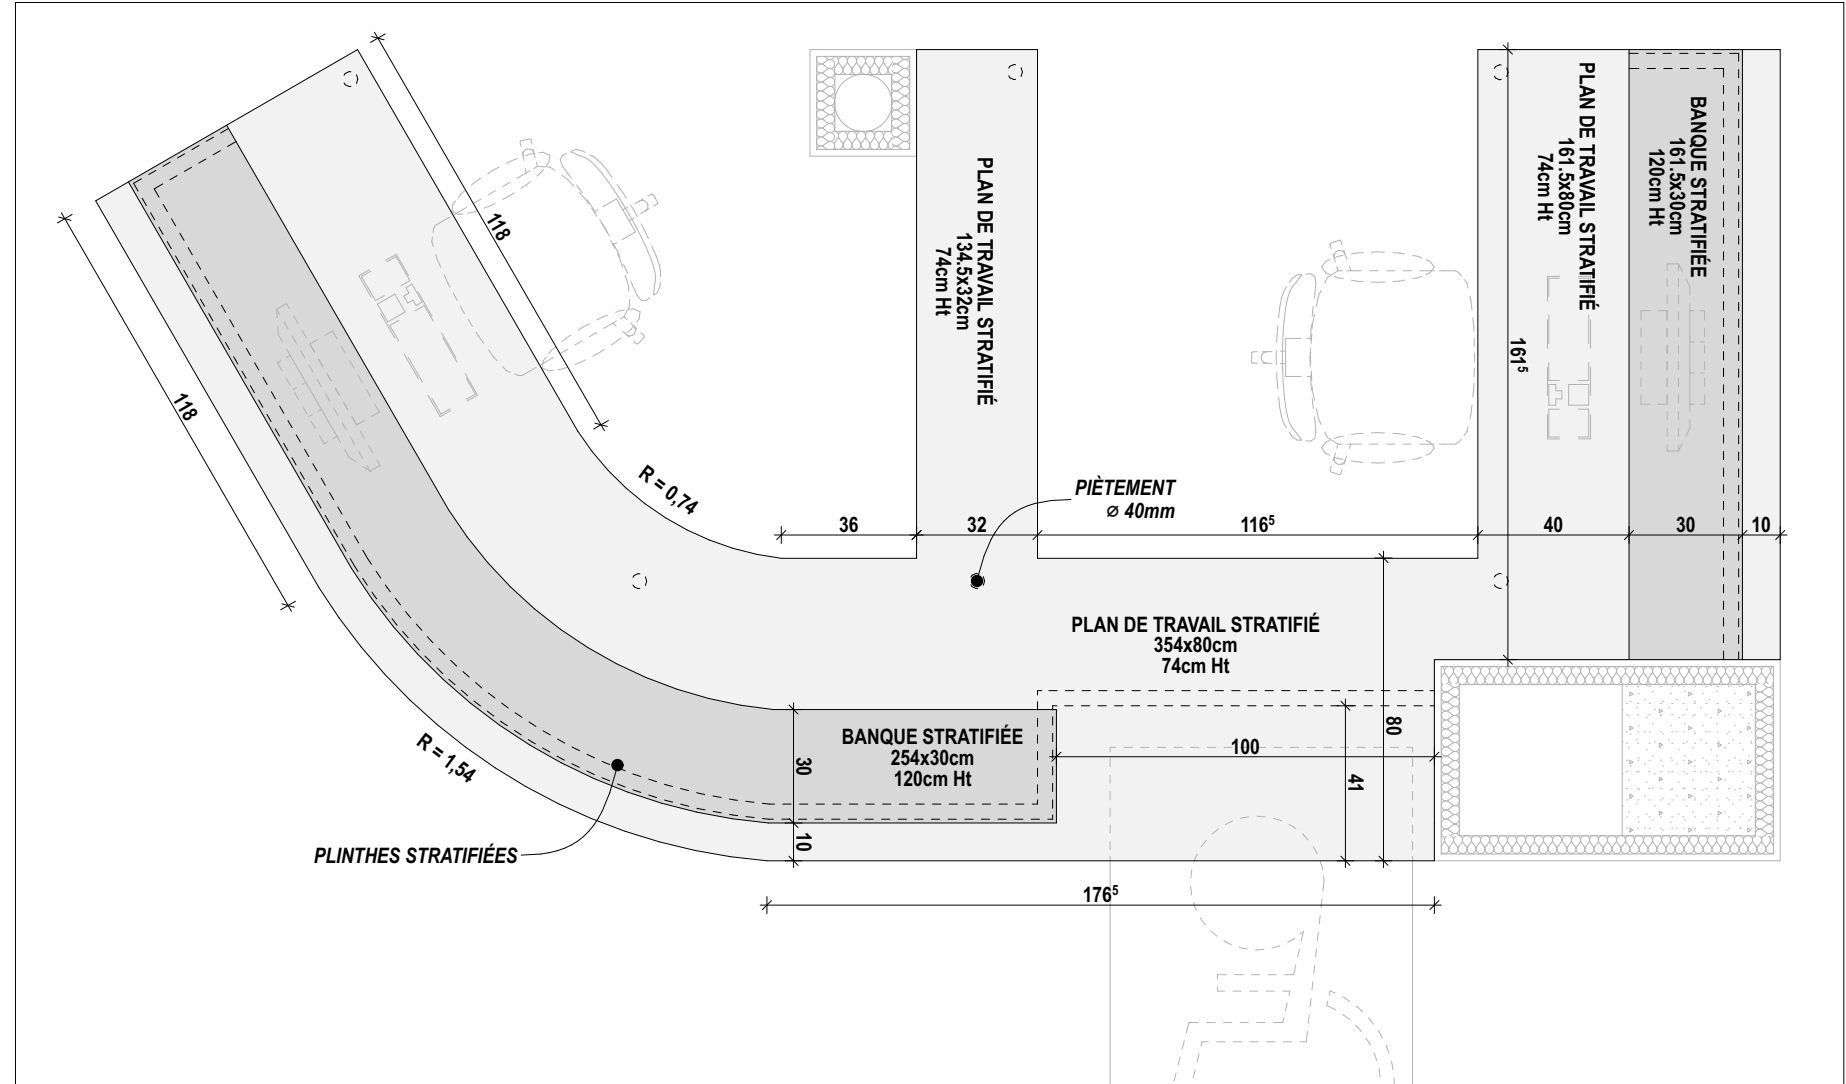 118
118
R = 0,74
R = 1,54
PLAN DE TRAVAIL STRATIFIÉ
134.5x32cm
74cm Ht
PLAN DE TRAVAIL STRATIFIÉ
161.5x80cm
74cm Ht
BANQUE STRATIFIÉE
161.5x30cm
120cm Ht
161⁵
PIÈTEMENT
⌀ 40mm
36
32
116⁵
40
30
10
PLAN DE TRAVAIL STRATIFIÉ
354x80cm
74cm Ht
BANQUE STRATIFIÉE
254x30cm
120cm Ht
30
10
100
41
80
PLINTHES STRATIFIÉES
176⁵